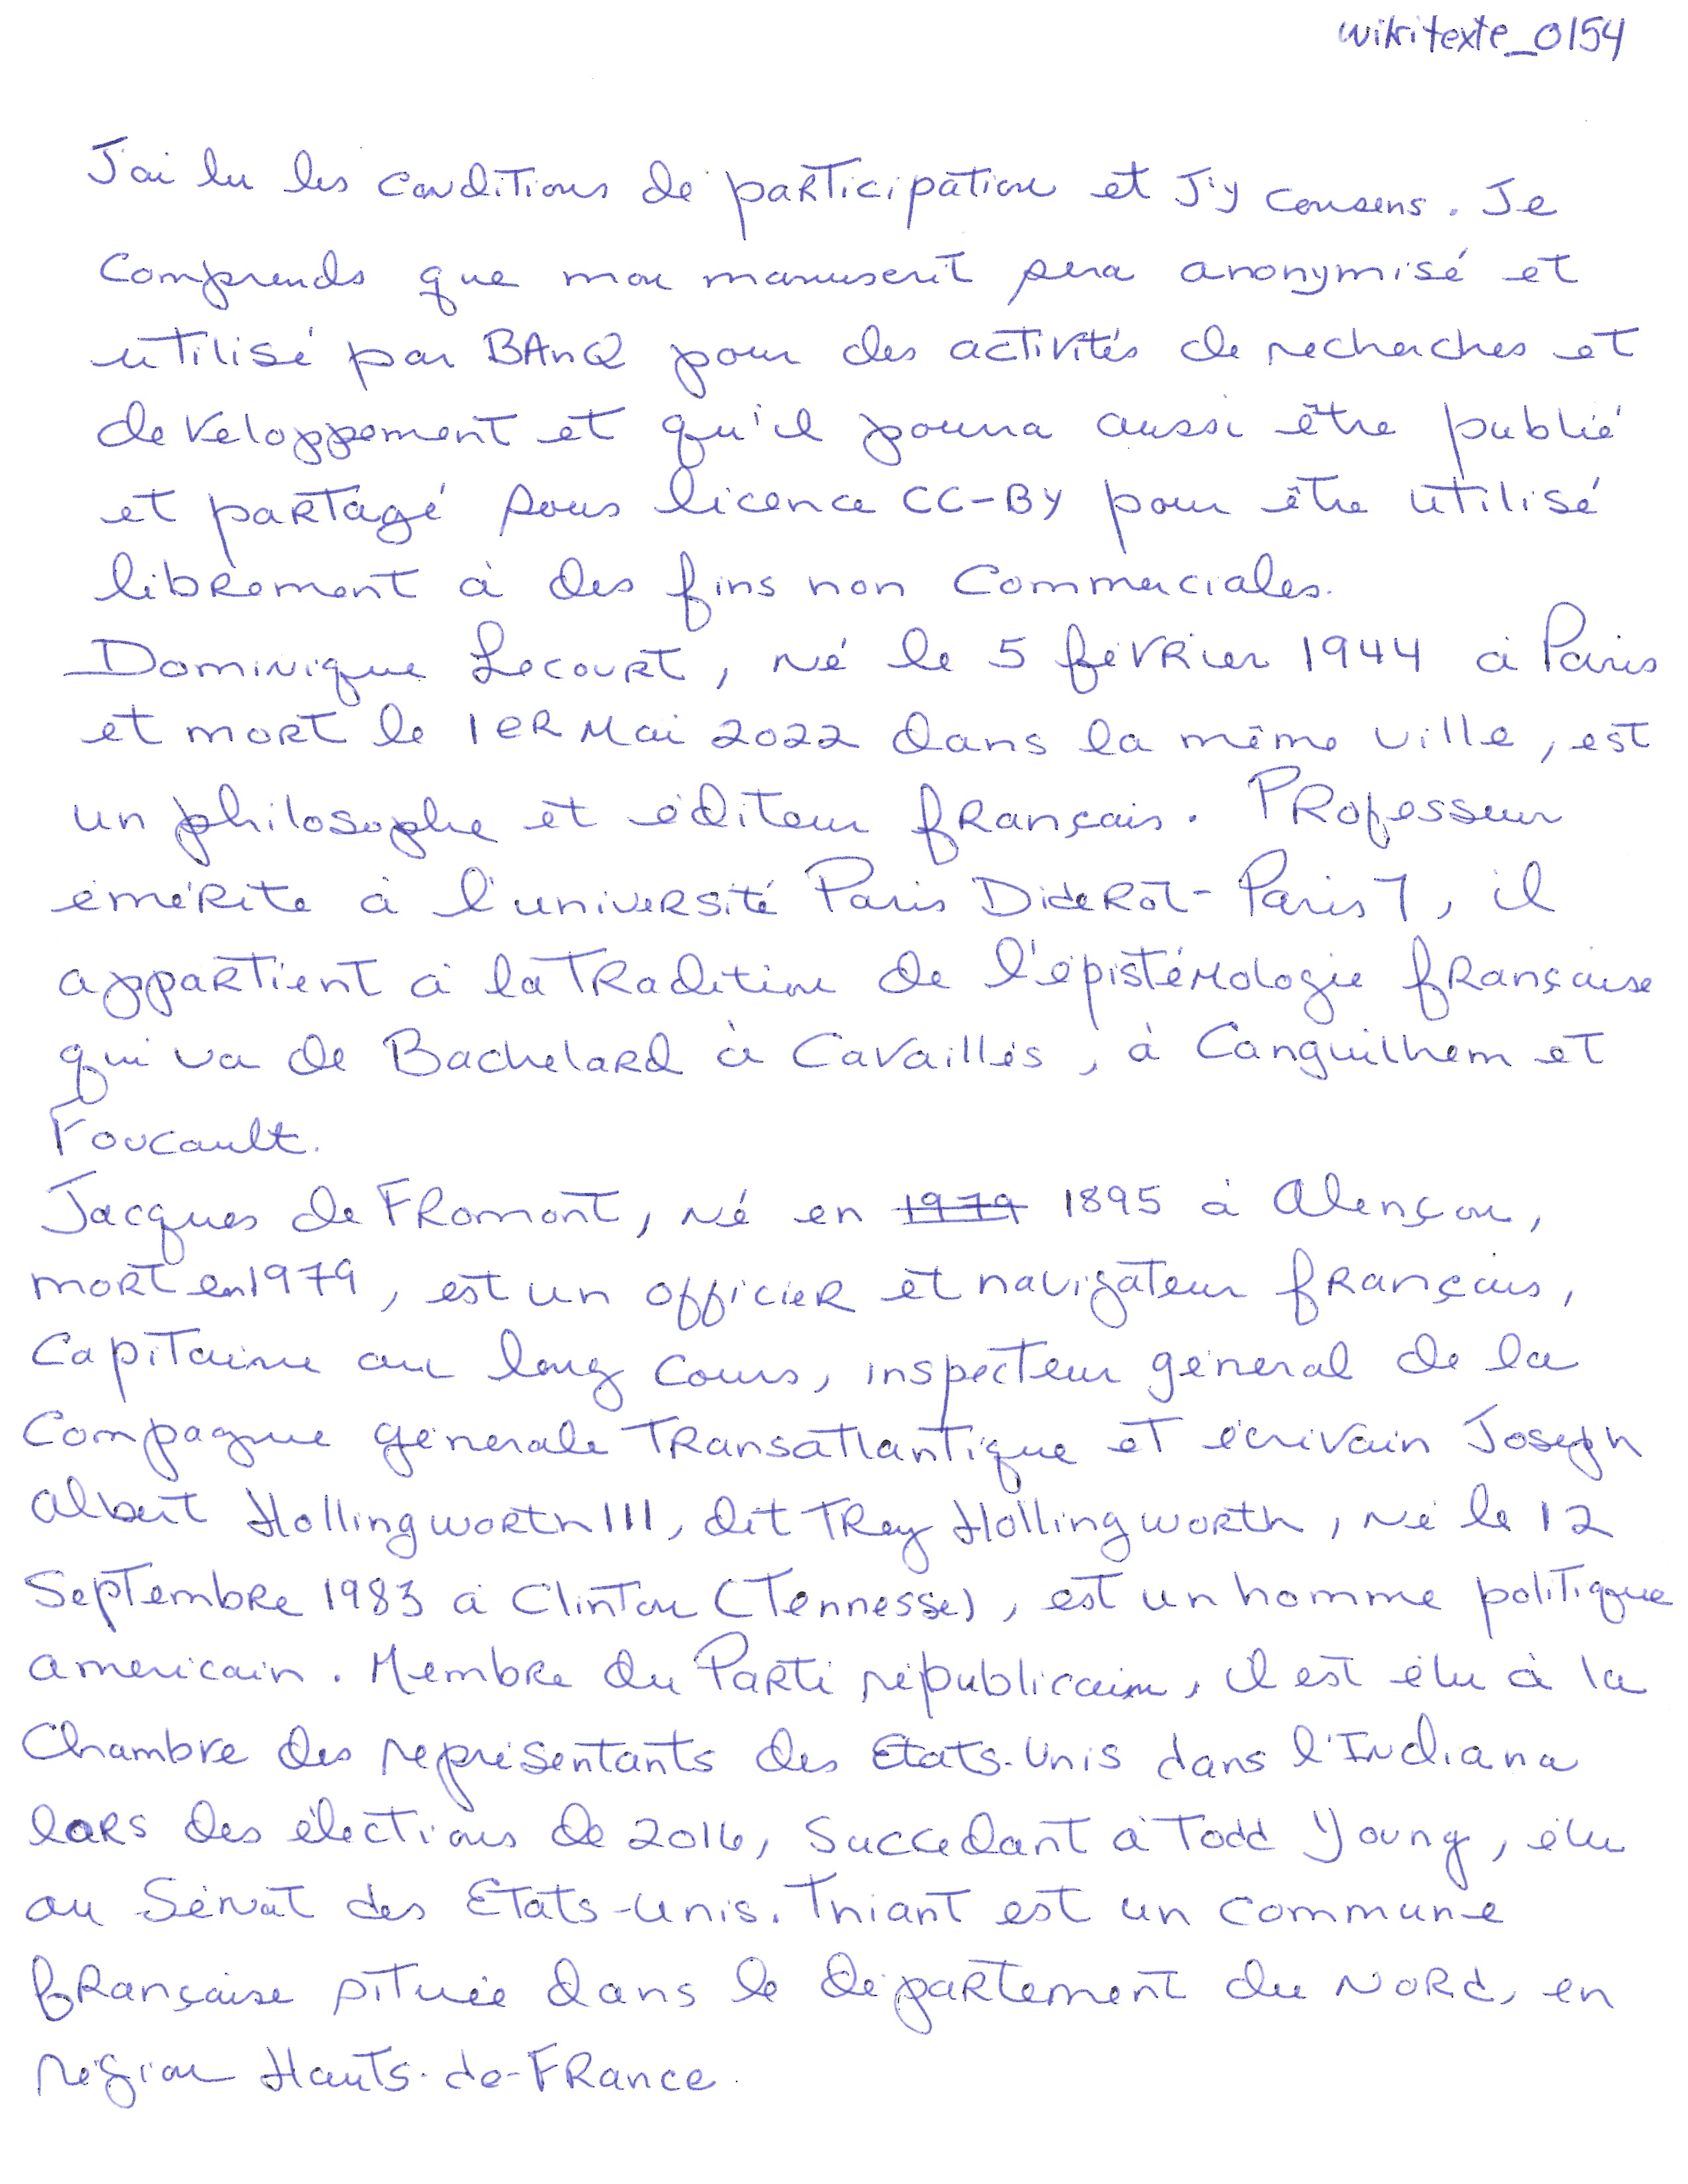 wikitexte_0154
J'ai lu les conditions de participation et J'y consens. Je
comprends que mon manuscrit sera anonymisé et
utilisé par BAnQ pour des activités de recherches et
developpement et qu'il pourra aussi être publié
et partagé sous licence CC-BY pour être utilisé
librement à des fins non commerciales.
Dominique Lecourt, né le 5 février 1944 à Paris
et mort le 1er Mai 2022 dans la même ville, est
un philosophe et éditeur français. Professeur
émérite à l'université Paris Diderot-Paris 7, il
appartient à la tradition de l'épistémologie française
qui va de Bachelard à Cavaillès, à Canguilhem et
Foucault.
Jacques de Fromont, né en 1979 1895 à Alençon,
mort en 1979, est un officier et navigateur français,
Capitaine au long cours, inspecteur général de la
Compagnie générale Transatlantique et écrivain Joseph
Albert Hollingworth III, dit Trey Hollingworth, né le 12
Septembre 1983 à Clinton (Tennesse), est un homme politique
americain. Membre du Parti républicain, il est élu à la
Chambre des représentants des Etats-Unis dans l'Indiana
lors des élections de 2016, Succedant à Todd Young, élu
au Sénat des Etats-Unis. Thiant est un commune
française située dans le département du Nord, en
région Hauts-de-France